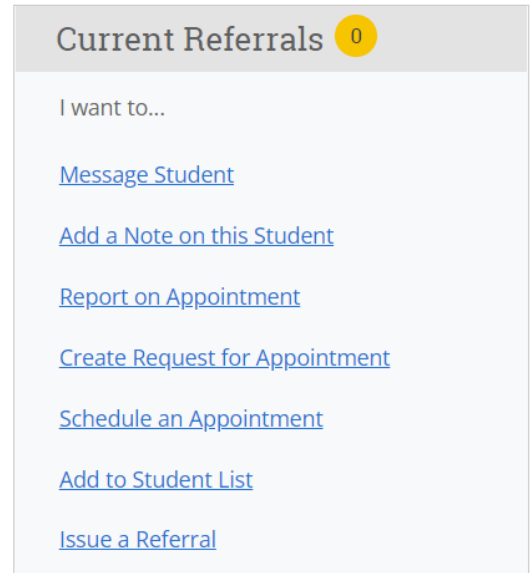 Current Referrals 0
I want to...
Message Student
Add a Note on this Student
Report on Appointment
Create Request for Appointment
Schedule an Appointment
Add to Student List
Issue a Referral